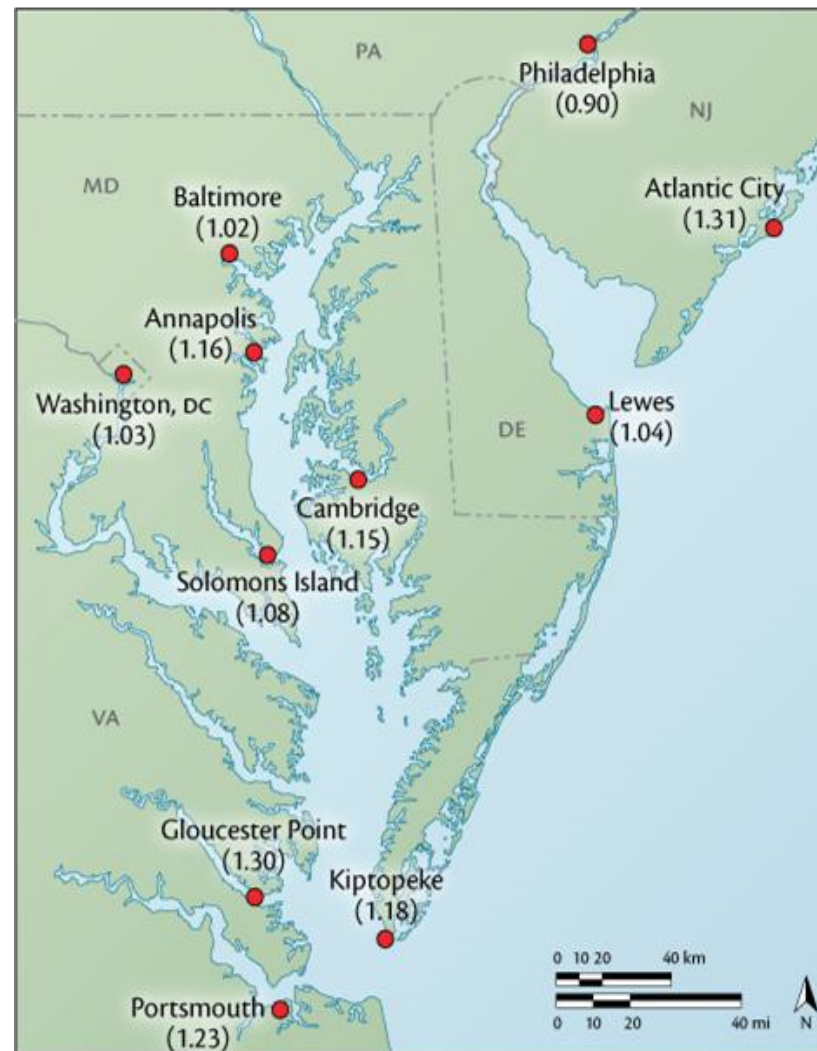 PA
Philadelphia
(0.90)
NJ
MD
Baltimore
(1.02)
Atlantic City
(1.31)
Annapolis
(1.16)
Washington, DC
(1.03)
Lewes
(1.04)
DE
Cambridge
(1.15)
Solomons Island
(1.08)
VA
Gloucester Point
(1.30)
Kiptopeke
(1.18)
Portsmouth
(1.23)
0 10 20 40 km
0 10 20 40 mi
N